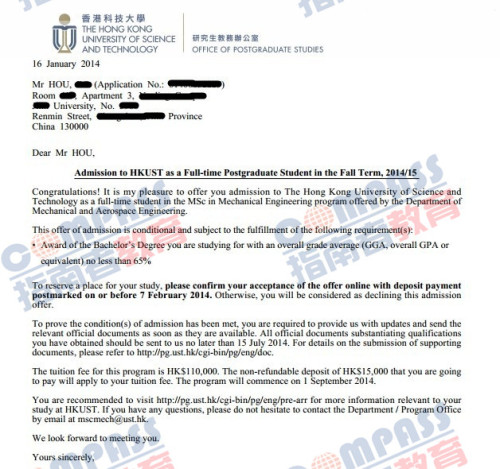 香港科技大學
THE HONG KONG
UNIVERSITY OF SCIENCE
AND TECHNOLOGY
研究生教務辦公室
OFFICE OF POSTGRADUATE STUDIES
16 January 2014
Mr HOU, (Application No.: )
Room , Apartment 3,
University, No.
Renmin Street, Province
China 130000
Dear Mr HOU,
Admission to HKUST as a Full-time Postgraduate Student in the Fall Term, 2014/15
Congratulations! It is my pleasure to offer you admission to The Hong Kong University of Science and
Technology as a full-time student in the MSc in Mechanical Engineering program offered by the Department of
Mechanical and Aerospace Engineering.
This offer of admission is conditional and subject to the fulfillment of the following requirement(s):
• Award of the Bachelor's Degree you are studying for with an overall grade average (GGA, overall GPA or
equivalent) no less than 65%
To reserve a place for your study, please confirm your acceptance of the offer online with deposit payment
postmarked on or before 7 February 2014. Otherwise, you will be considered as declining this admission
offer.
To prove the condition(s) of admission has been met, you are required to provide us with updates and send the
relevant official documents as soon as they are available. All official documents substantiating qualifications
you have obtained should be sent to us no later than 15 July 2014. For details on the submission of supporting
documents, please refer to http://pg.ust.hk/cgi-bin/pg/eng/doc.
The tuition fee for this program is HK$110,000. The non-refundable deposit of HK$15,000 that you are going
to pay will apply to your tuition fee. The program will commence on 1 September 2014.
You are recommended to visit http://pg.ust.hk/cgi-bin/pg/eng/pre-arr for more information relevant to your
study at HKUST. If you have any questions, please do not hesitate to contact the Department / Program Office
by email at mscmech@ust.hk.
We look forward to meeting you.
Yours sincerely,
COMPASS
指南者教育